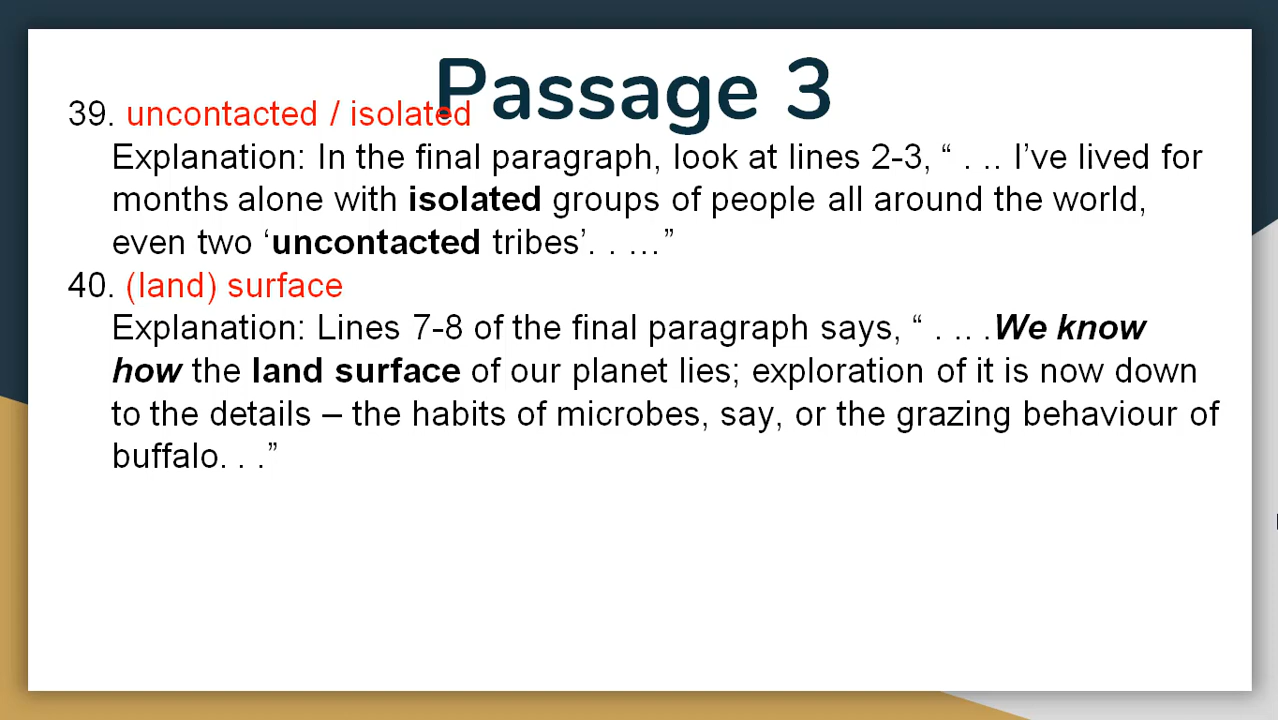 Passage 3
39. uncontacted / isolated
Explanation: In the final paragraph, look at lines 2-3, “ . .. I’ve lived for
months alone with isolated groups of people all around the world,
even two ‘uncontacted tribes’. . …”
40. (land) surface
Explanation: Lines 7-8 of the final paragraph says, “ . .. .We know
how the land surface of our planet lies; exploration of it is now down
to the details – the habits of microbes, say, or the grazing behaviour of
buffalo. . .”